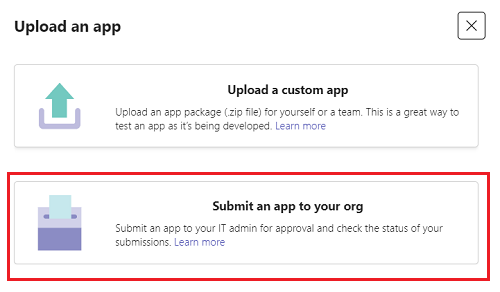 Upload an app
Upload a custom app
Upload an app package (.zip file) for yourself or a team. This is a great way to
test an app as it's being developed. Learn more
Submit an app to your org
Submit an app to your IT admin for approval and check the status of your
submissions. Learn more